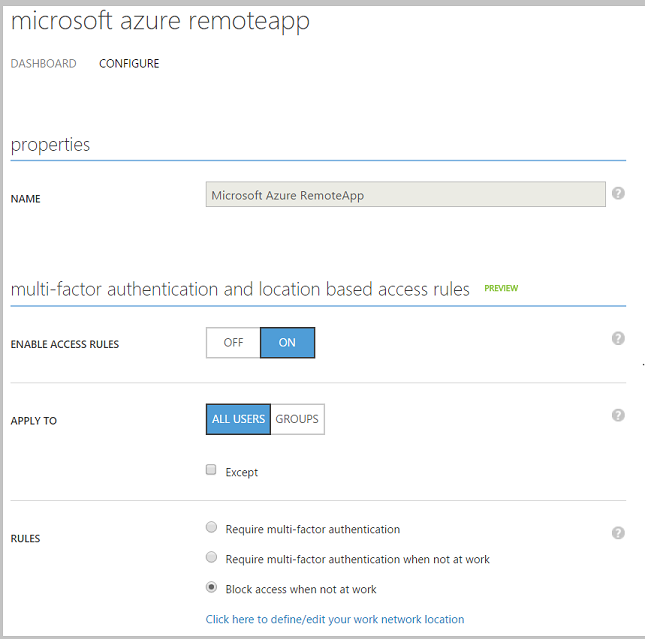 microsoft azure remoteapp
DASHBOARD CONFIGURE
properties
NAME Microsoft Azure RemoteApp ?
multi-factor authentication and location based access rules PREVIEW
ENABLE ACCESS RULES OFF ON ?
APPLY TO ALL USERS GROUPS ?
Except
RULES
Require multi-factor authentication ?
Require multi-factor authentication when not at work
Block access when not at work
Click here to define/edit your work network location